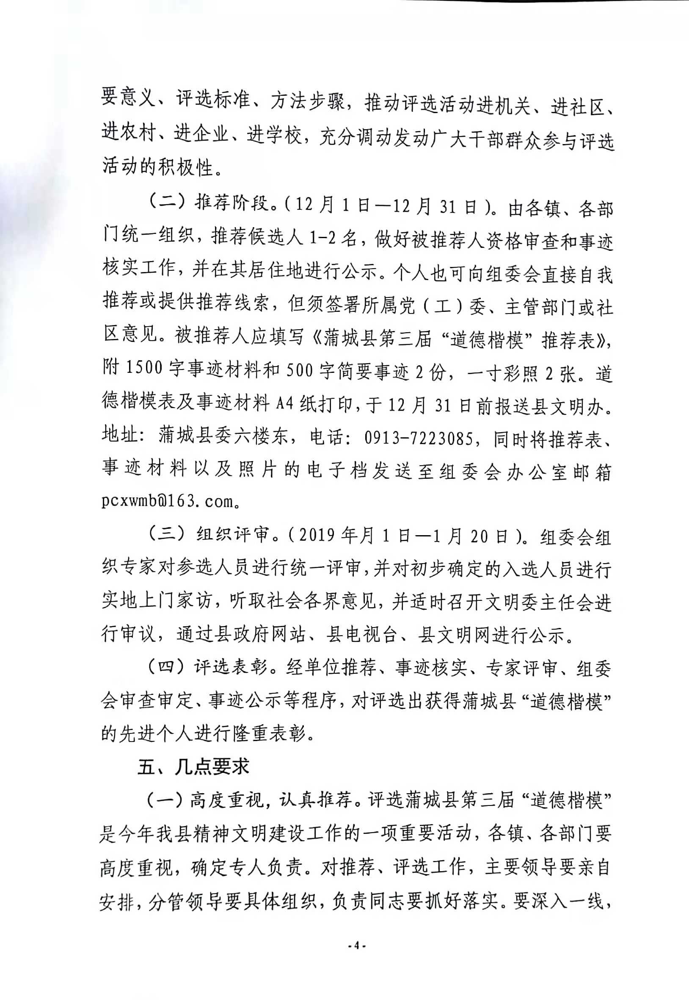 要意义、评选标准、方法步骤，推动评选活动进机关、进社区、
进农村、进企业、进学校，充分调动发动广大干部群众参与评选
活动的积极性。
（二）推荐阶段。（12月1日—12月31日）。由各镇、各部
门统一组织，推荐候选人1-2名，做好被推荐人资格审查和事迹
核实工作，并在其居住地进行公示。个人也可向组委会直接自我
推荐或提供推荐线索，但须签署所属党（工）委、主管部门或社
区意见。被推荐人应填写《蒲城县第三届“道德楷模”推荐表》，
附1500字事迹材料和500字简要事迹2份，一寸彩照2张。道
德楷模表及事迹材料A4纸打印，于12月31日前报送县文明办。
地址：蒲城县委六楼东，电话：0913-7223085，同时将推荐表、
事迹材料以及照片的电子档发送至组委会办公室邮箱
pcxwmb@163.com。
（三）组织评审。（2019年月1日—1月20日）。组委会组
织专家对参选人员进行统一评审，并对初步确定的入选人员进行
实地上门家访，听取社会各界意见，并适时召开文明委主任会进
行审议，通过县政府网站、县电视台、县文明网进行公示。
（四）评选表彰。经单位推荐、事迹核实、专家评审、组委
会审查审定、事迹公示等程序，对评选出获得蒲城县“道德楷模”
的先进个人进行隆重表彰。
五、几点要求
（一）高度重视，认真推荐。评选蒲城县第三届“道德楷模”
是今年我县精神文明建设工作的一项重要活动，各镇、各部门要
高度重视，确定专人负责。对推荐、评选工作，主要领导要亲自
安排，分管领导要具体组织，负责同志要抓好落实。要深入一线，
- 4 -